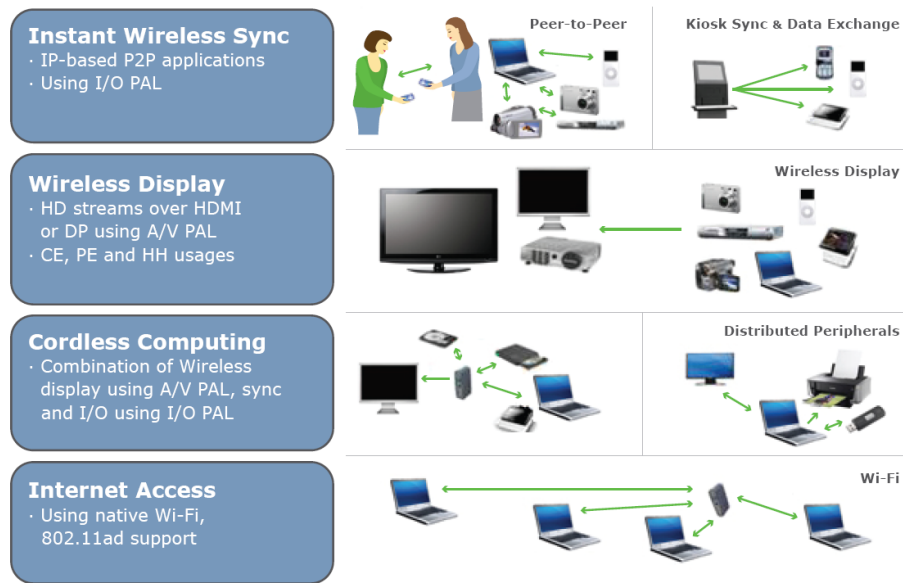 Instant Wireless Sync
· IP-based P2P applications
· Using I/O PAL
Peer-to-Peer
Kiosk Sync & Data Exchange
Wireless Display
· HD streams over HDMI
or DP using A/V PAL
· CE, PE and HH usages
Wireless Display
Cordless Computing
· Combination of Wireless
display using A/V PAL, sync
and I/O using I/O PAL
Distributed Peripherals
Internet Access
· Using native Wi-Fi,
802.11ad support
Wi-Fi